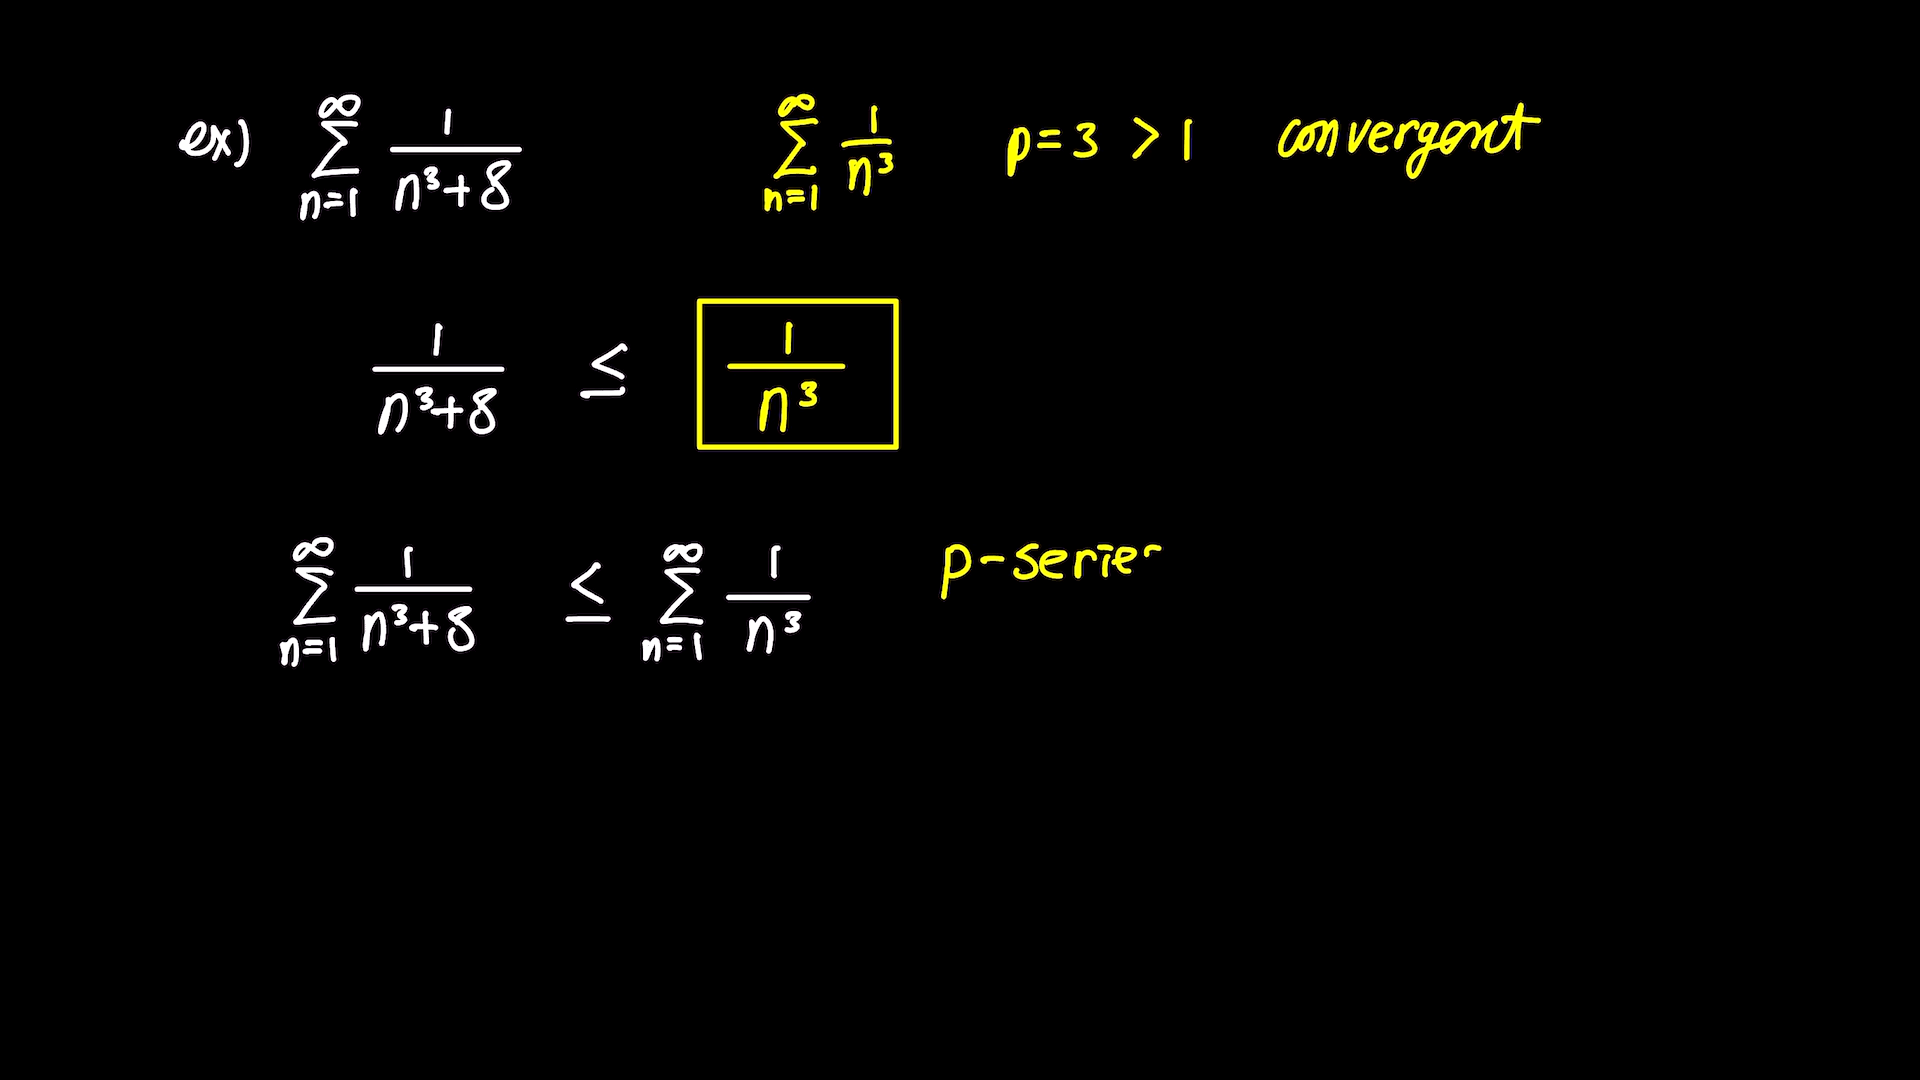 ex) ∞∑n=1 1/(n³+8) ∞∑n=1 1/n³ p=3 > 1 convergent
1/(n³+8) ≤ 1/n³
∞∑n=1 1/(n³+8) ≤ ∞∑n=1 1/n³ p-serier